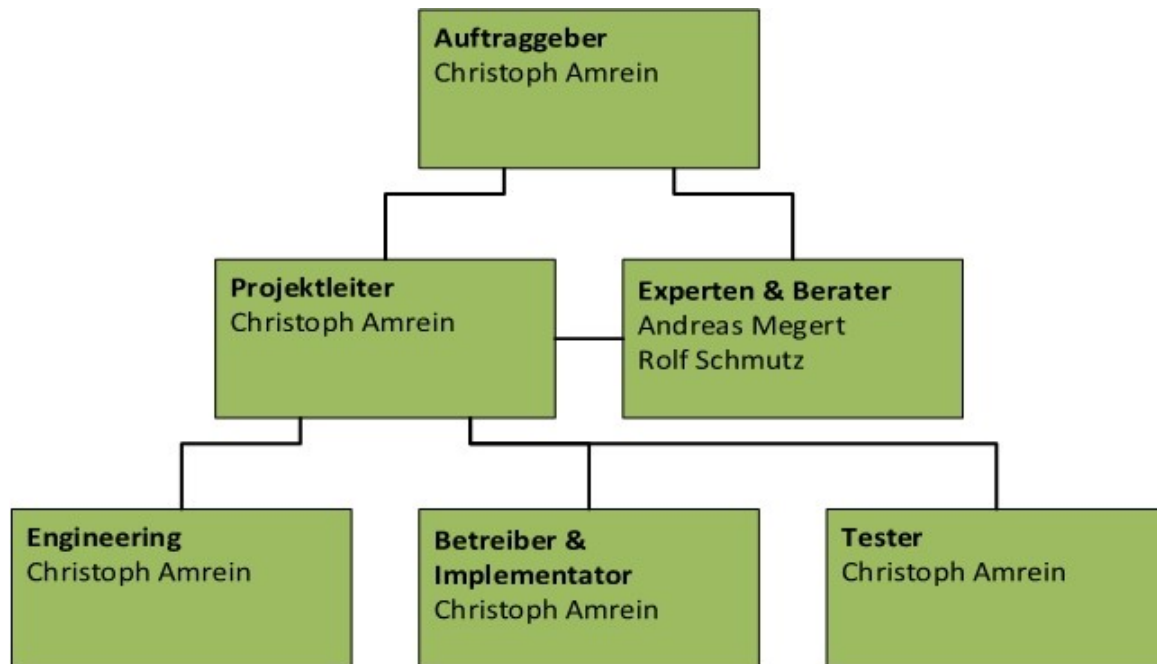 Auftraggeber
Christoph Amrein
Projektleiter
Christoph Amrein
Experten & Berater
Andreas Megert
Rolf Schmutz
Engineering
Christoph Amrein
Betreiber &
Implementator
Christoph Amrein
Tester
Christoph Amrein